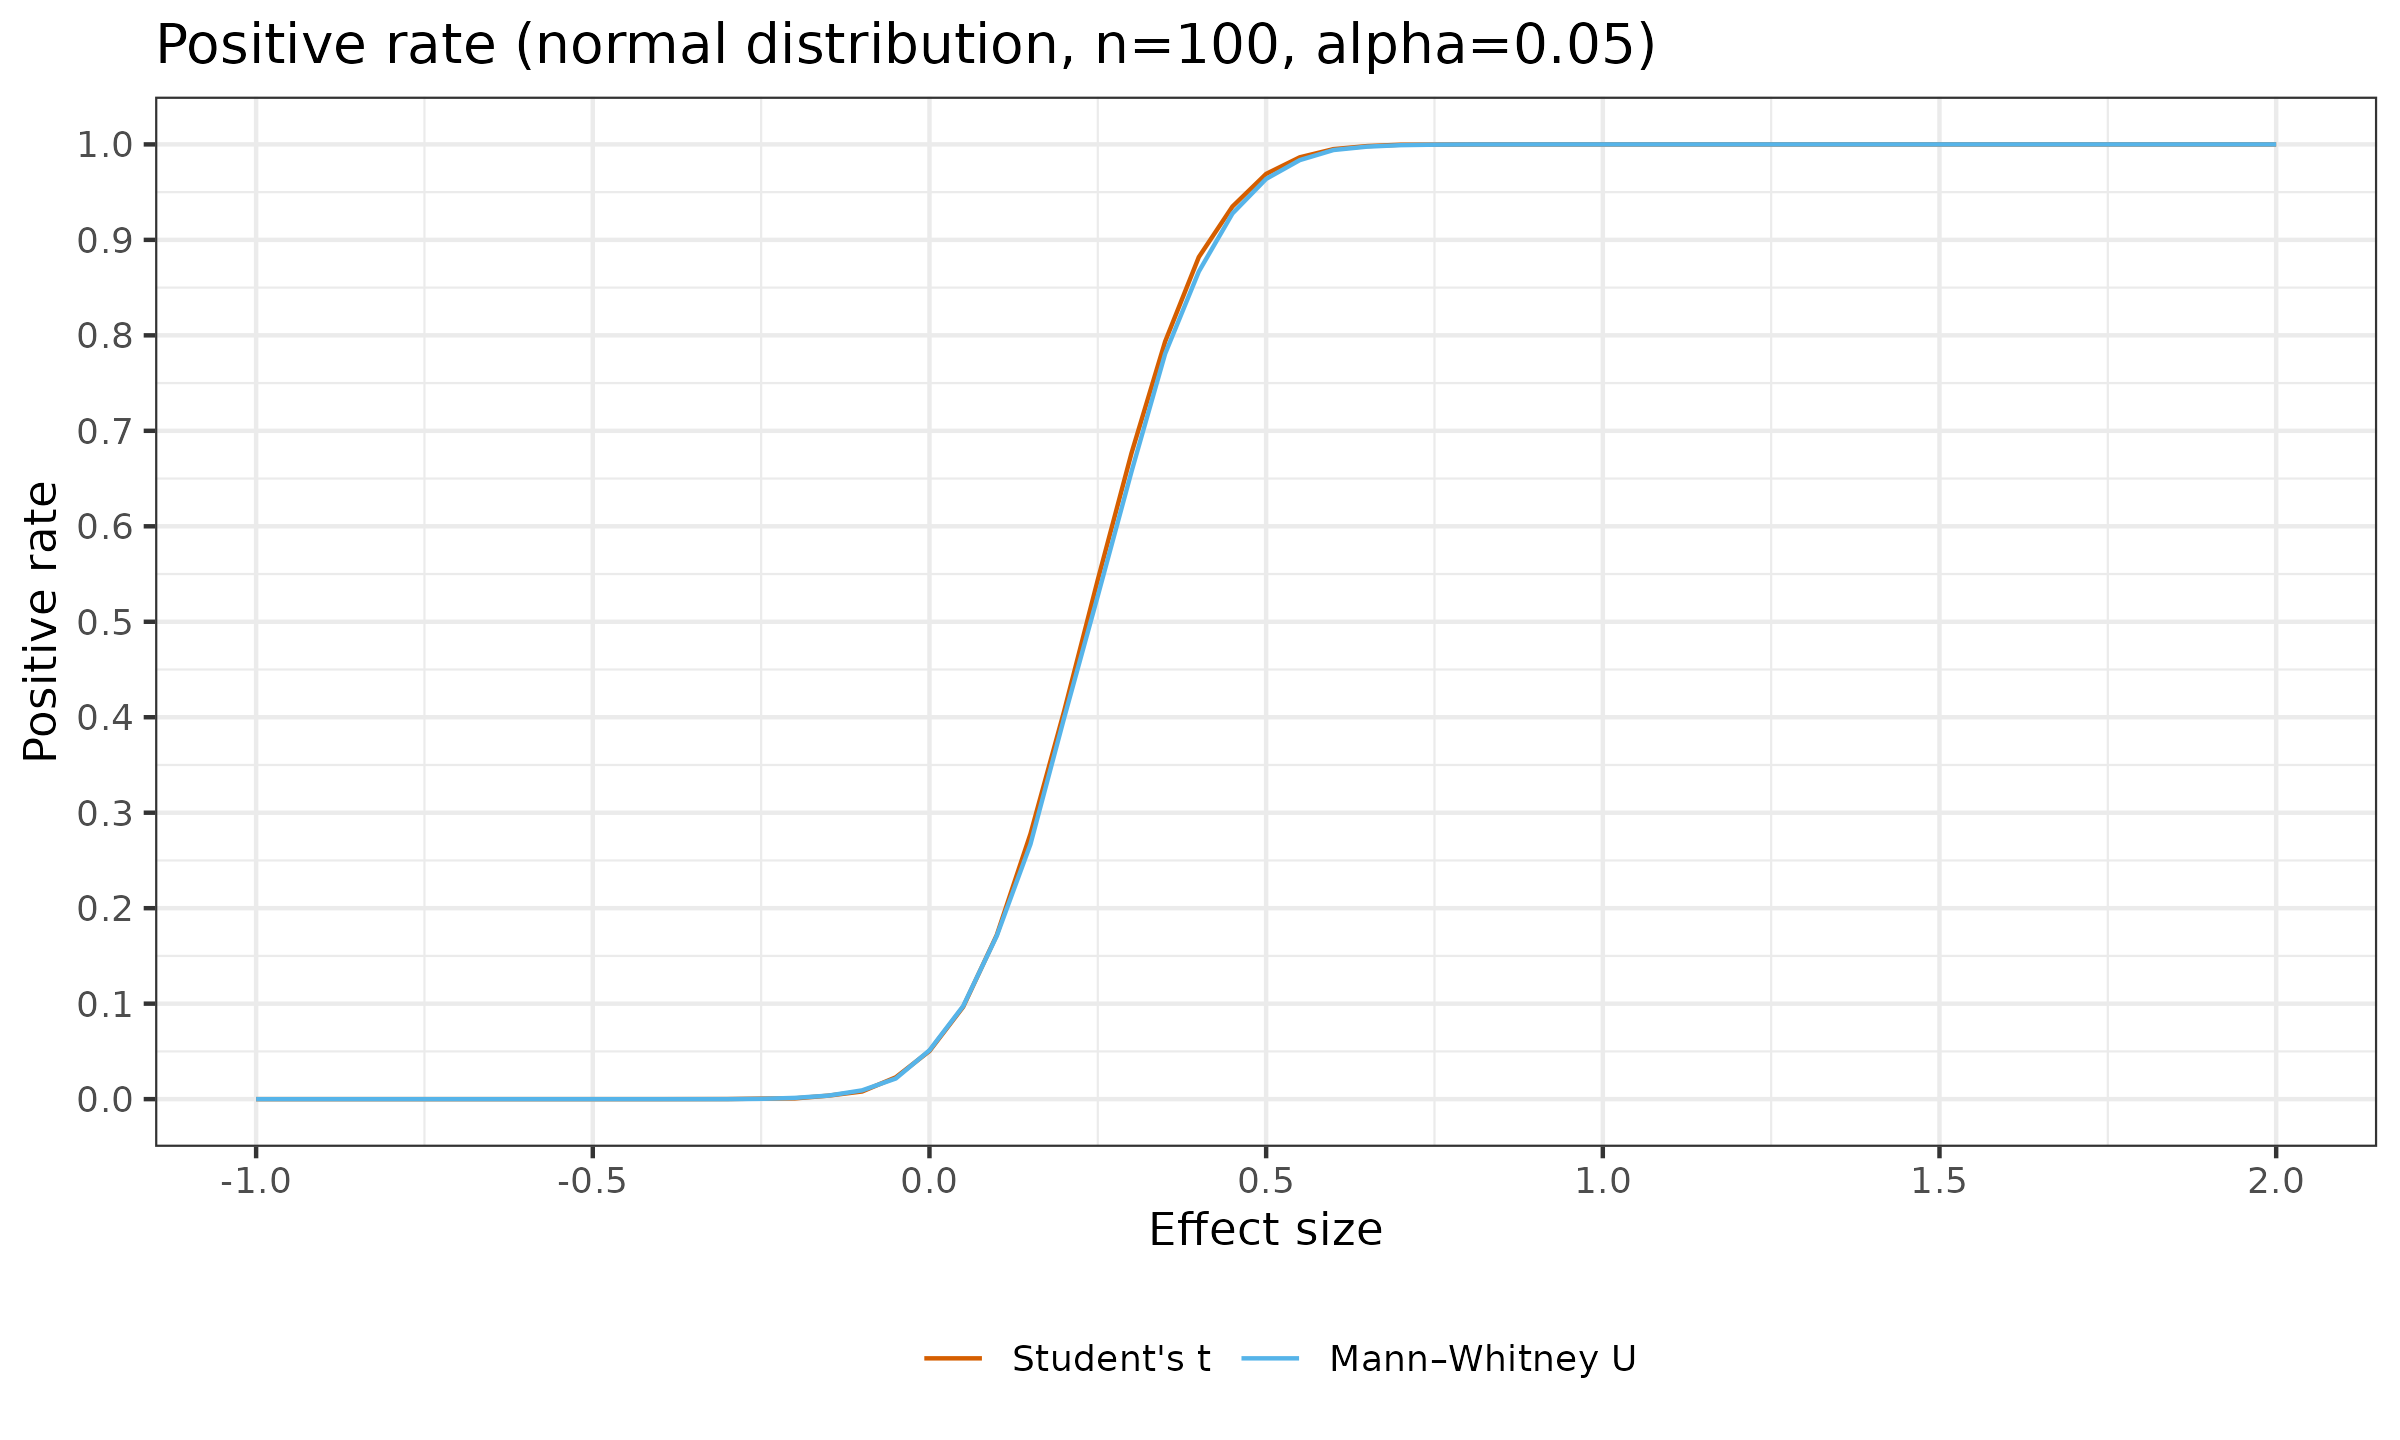 Positive rate (normal distribution, n=100, alpha=0.05)
Positive rate
1.0
0.9
0.8
0.7
0.6
0.5
0.4
0.3
0.2
0.1
0.0
-1.0 -0.5 0.0 0.5 1.0 1.5 2.0
Effect size
Student's t Mann–Whitney U